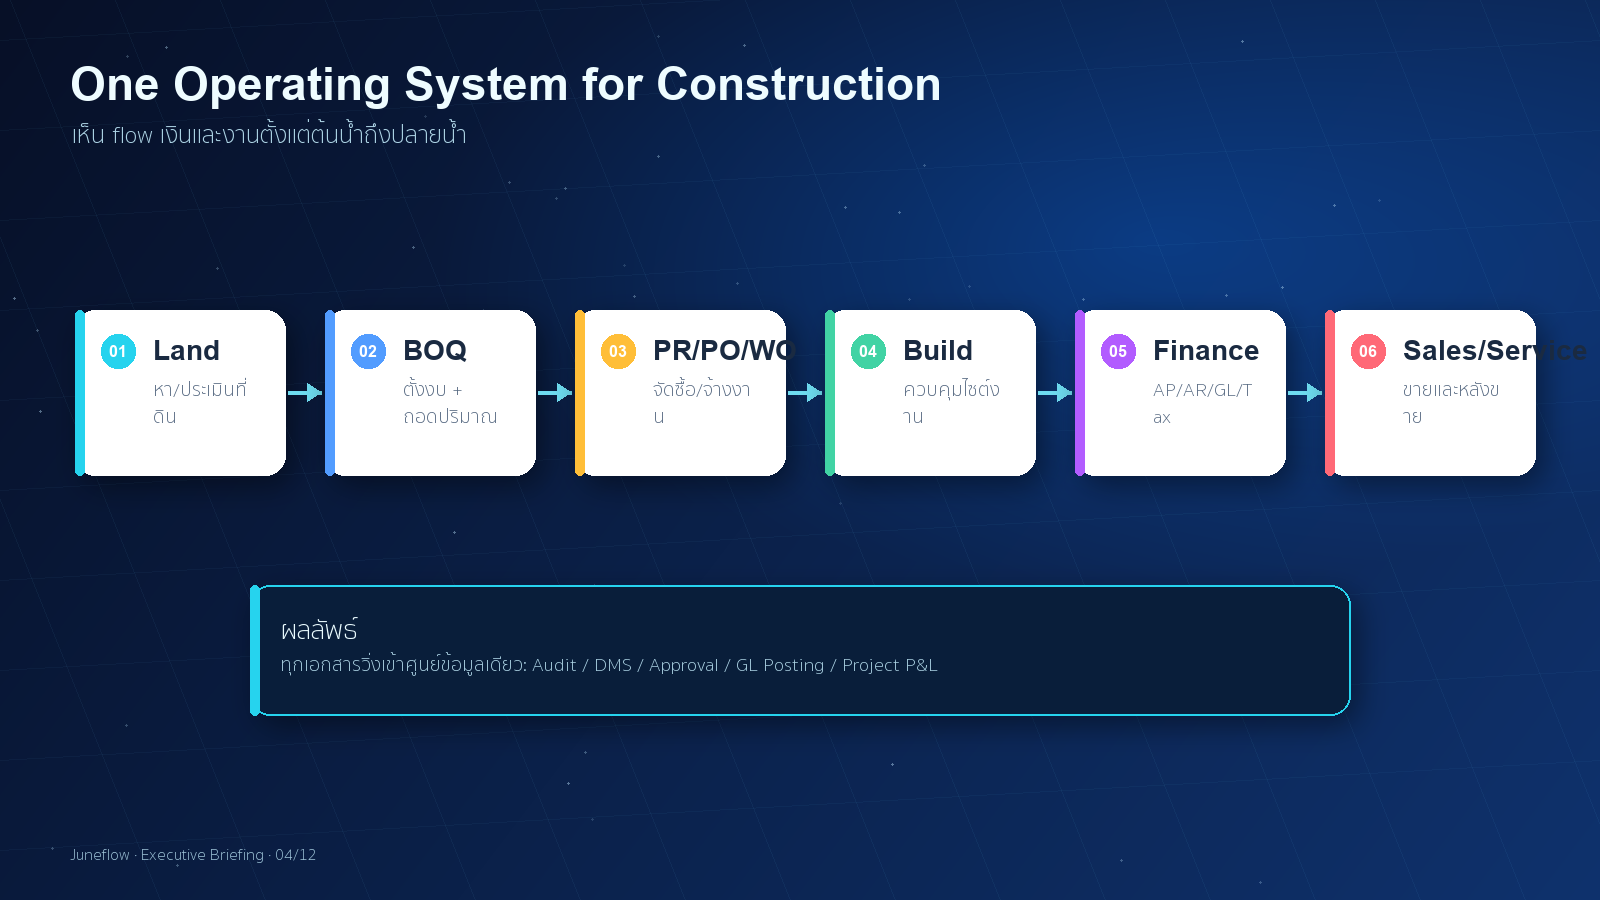 One Operating System for Construction
เห็น flow เงินและงานตั้งแต่ต้นน้ำถึงปลายน้ำ
01 Land
หา/ประเมินที่
ดิน
02 BOQ
ตั้งงบ +
ถอดปริมาณ
03 PR/PO/WO
จัดซื้อ/จ้างงา
น
04 Build
ควบคุมไซต์ง
าน
05 Finance
AP/AR/GL/T
ax
06 Sales/Service
ขายและหลังข
าย
ผลลัพธ์
ทุกเอกสารวิ่งเข้าศูนย์ข้อมูลเดียว: Audit / DMS / Approval / GL Posting / Project P&L
Juneflow · Executive Briefing · 04/12